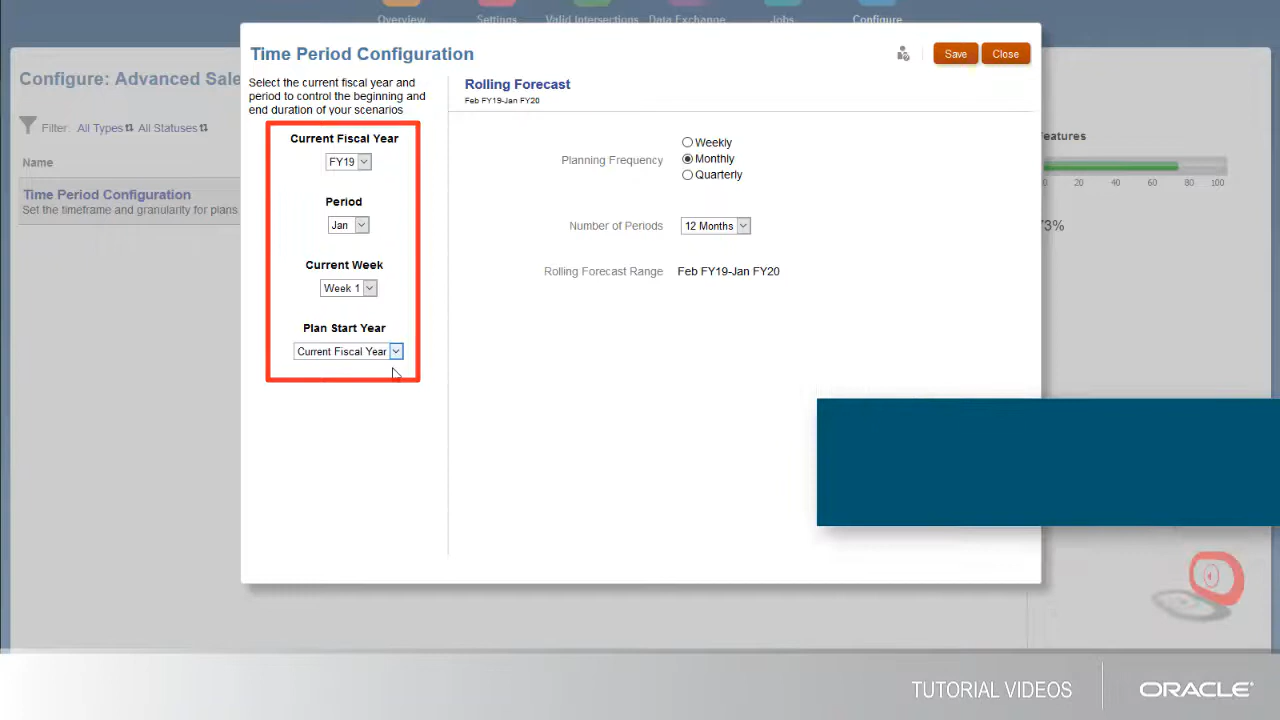 Overview Settings Valid Intersections Data Exchange Jobs Configure
Time Period Configuration
Save Close
Configure: Advanced Sale
Select the current fiscal year and
period to control the beginning and
end duration of your scenarios
Rolling Forecast
Feb FY19-Jan FY20
Filter: All Types All Statuses
Name
Time Period Configuration
Set the timeframe and granularity for plans.
Current Fiscal Year
FY19
Period
Jan
Current Week
Week 1
Plan Start Year
Current Fiscal Year
Planning Frequency
Weekly
Monthly
Quarterly
Number of Periods 12 Months
Rolling Forecast Range Feb FY19-Jan FY20
eatures
0 20 40 60 80 100
73%
TUTORIAL VIDEOS
ORACLE®